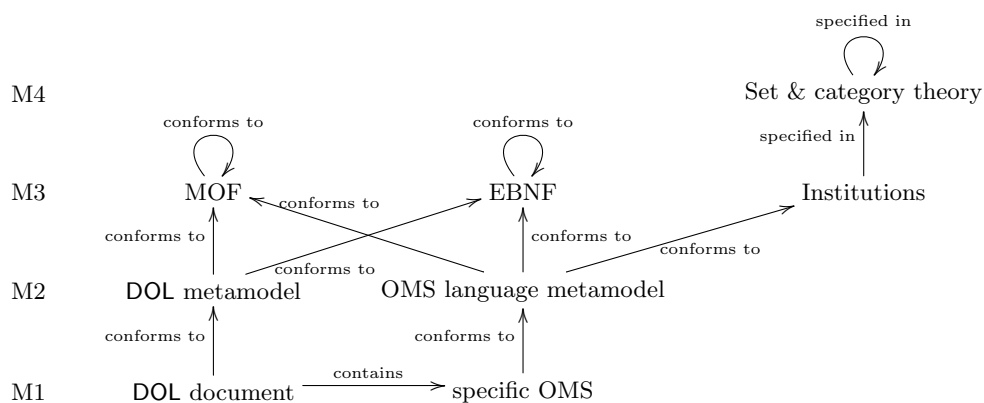 specified in
M4
Set & category theory
conforms to
conforms to
specified in
M3
MOF
EBNF
Institutions
conforms to
conforms to
conforms to
conforms to
conforms to
M2
DOL metamodel
OMS language metamodel
conforms to
conforms to
conforms to
contains
M1
DOL document
specific OMS